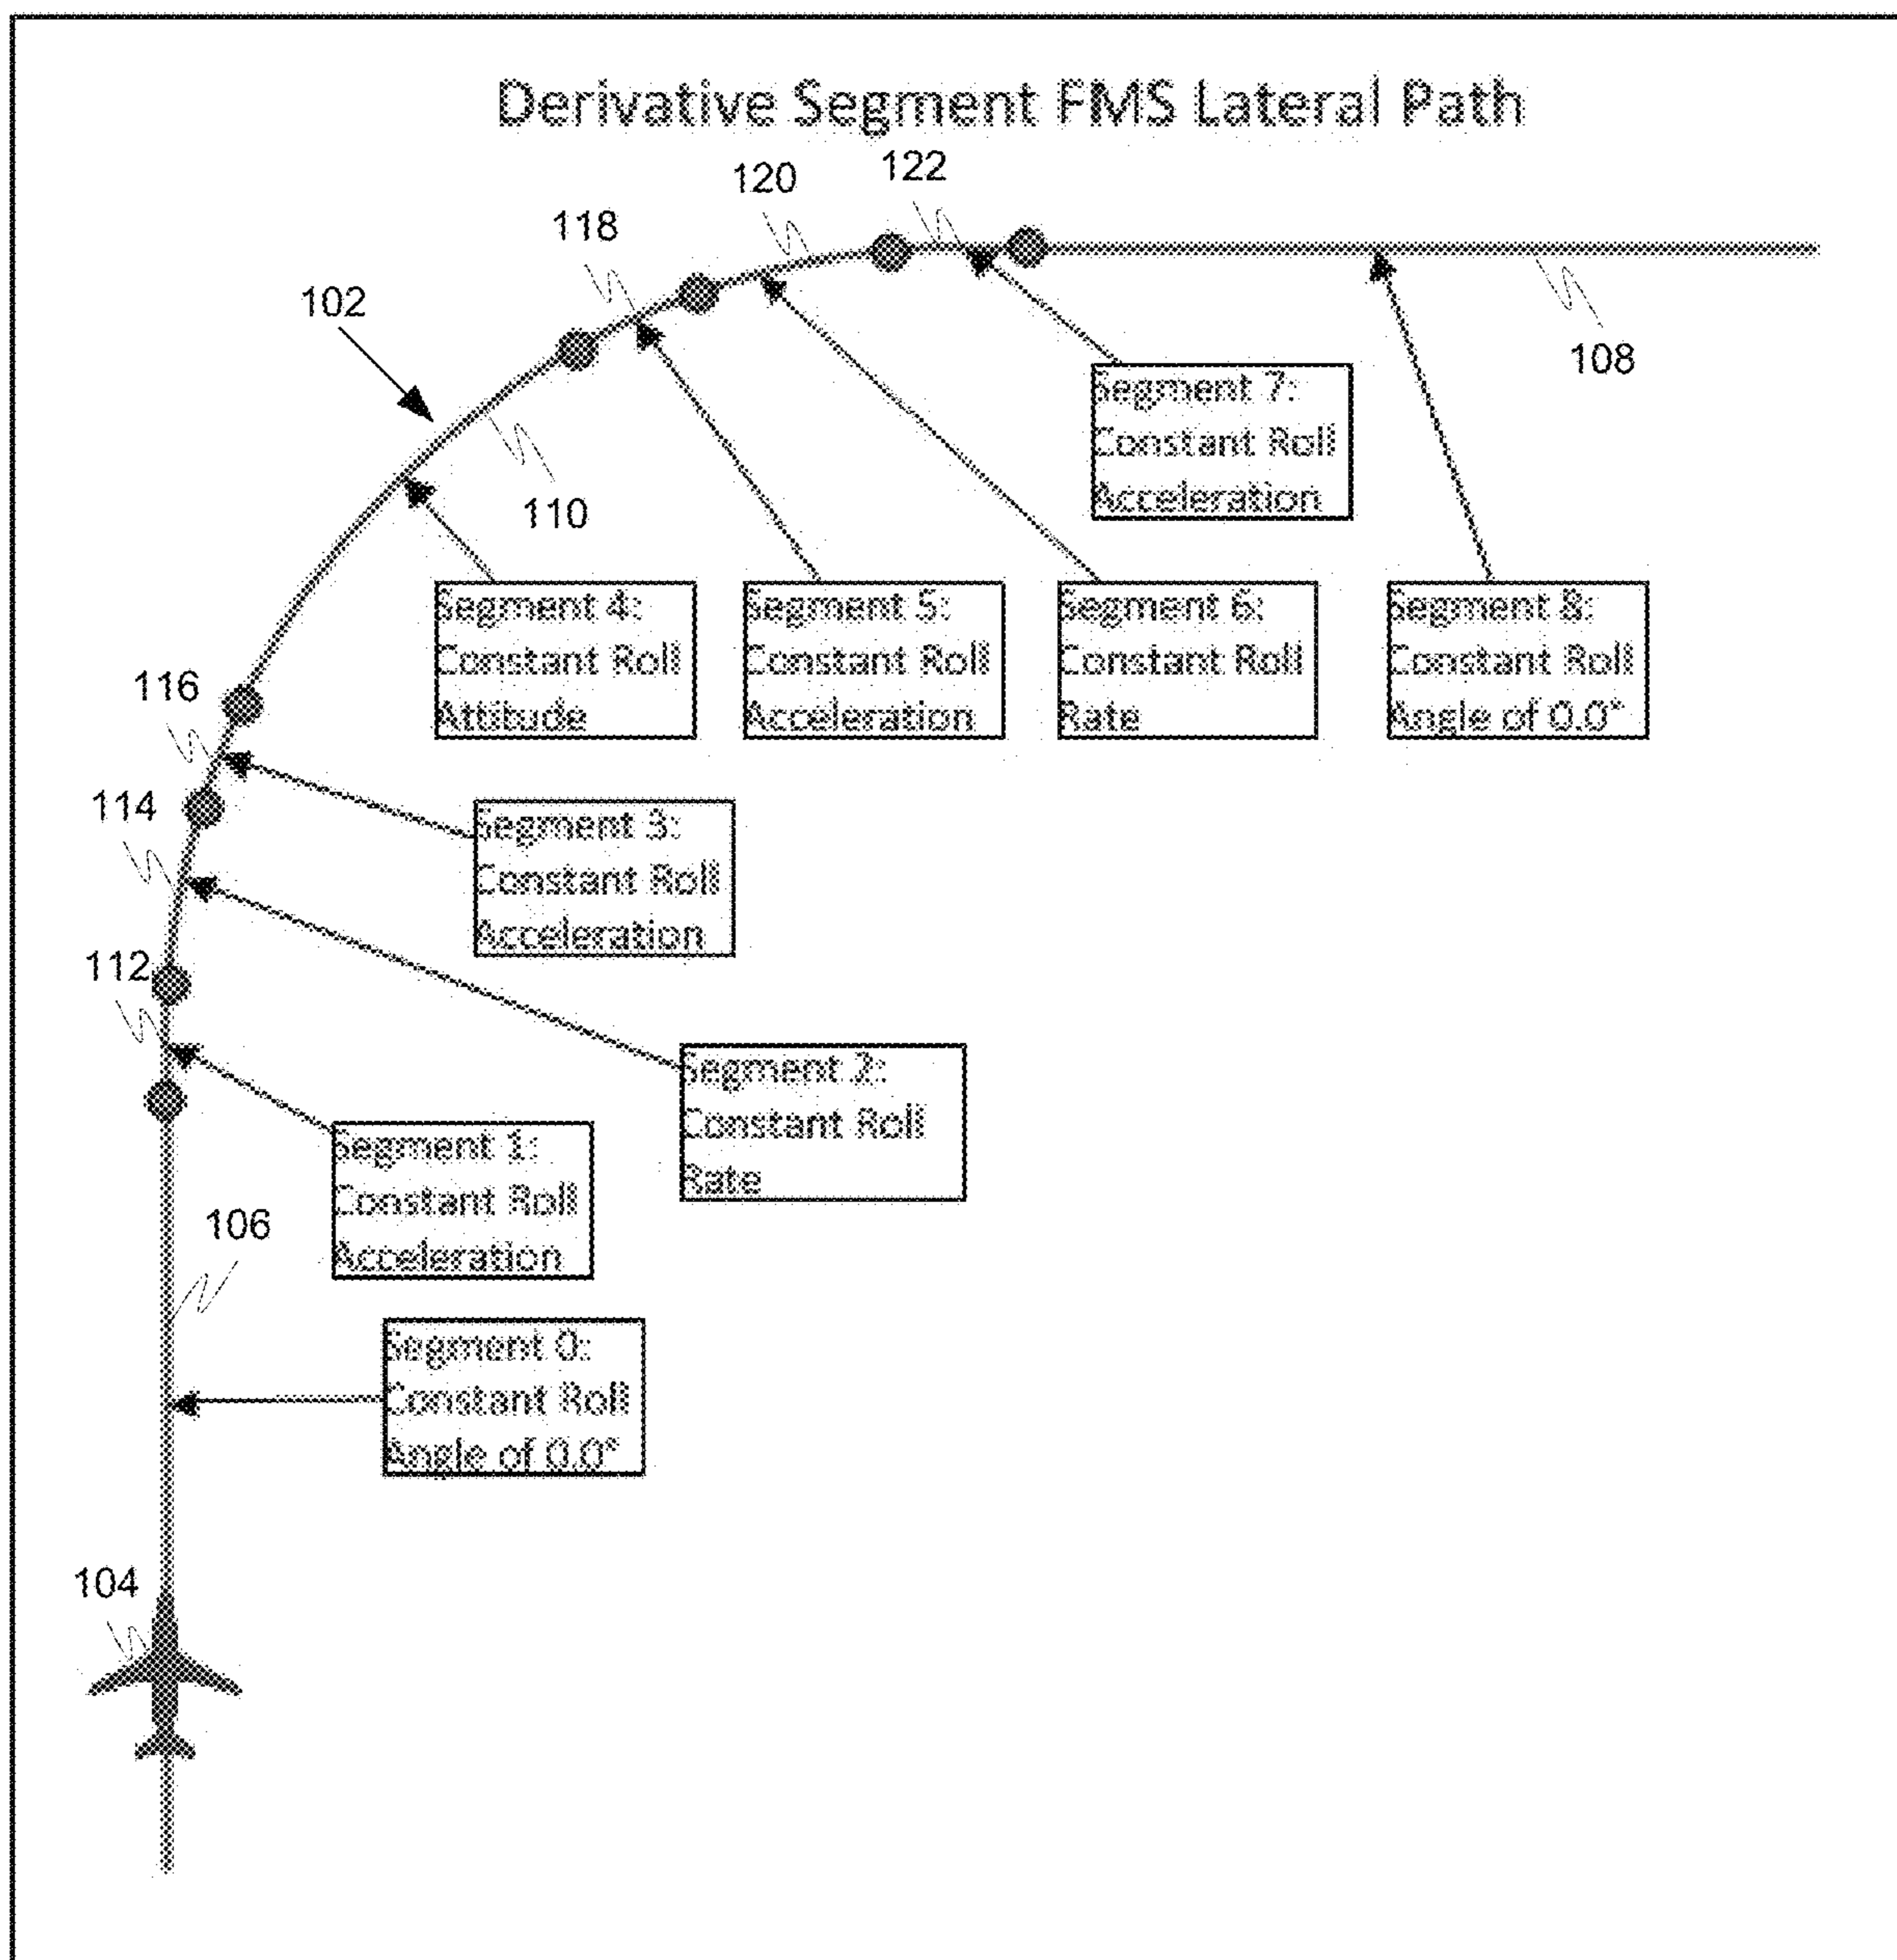 Derivative Segment FMS Lateral Path
122
120
118
102
108
110
Segment 7:
Constant Roll
Acceleration
Segment 4:
Constant Roll
Attitude
Segment 5:
Constant Roll
Acceleration
Segment 6:
Constant Roll
Rate
Segment 8:
Constant Roll
Angle of 0.0°
116
114
Segment 3:
Constant Roll
Acceleration
112
Segment 2:
Constant Roll
Rate
Segment 1:
Constant Roll
Acceleration
106
Segment 0:
Constant Roll
Angle of 0.0°
104